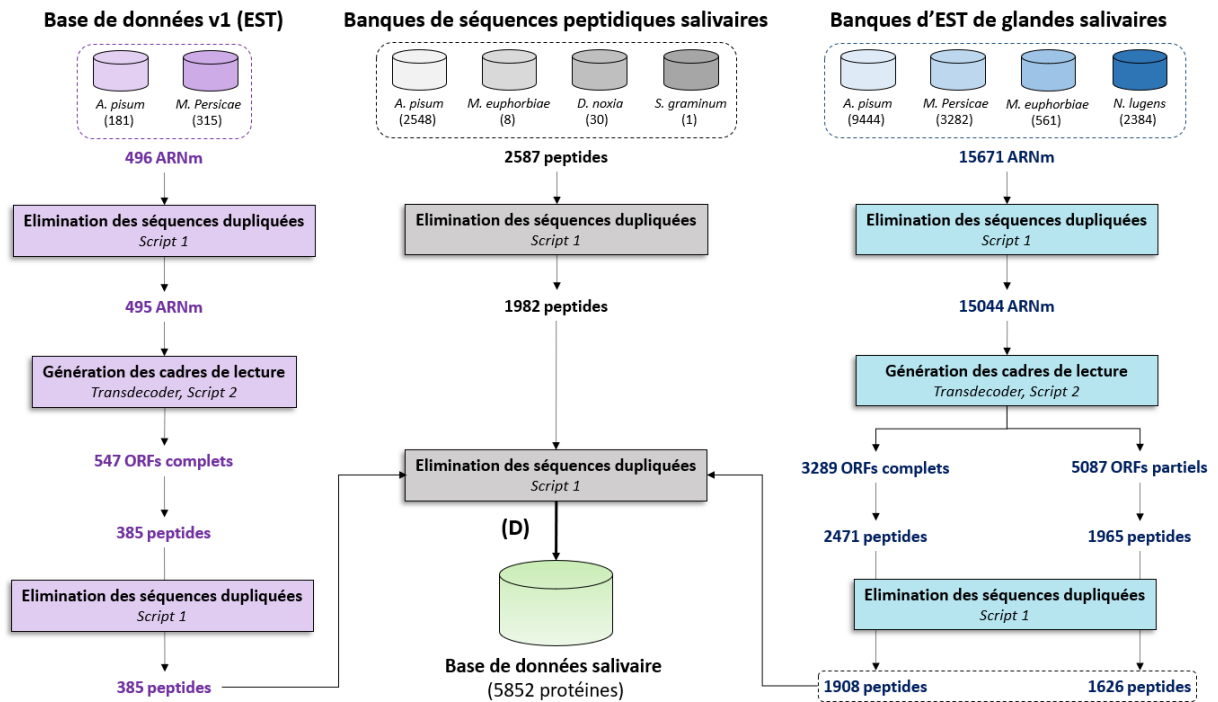 Base de données v1 (EST)
A. pisum
(181)
M. Persicae
(315)
496 ARNm
Elimination des séquences dupliquées
Script 1
495 ARNm
Génération des cadres de lecture
Transdecoder, Script 2
547 ORFs complets
385 peptides
Elimination des séquences dupliquées
Script 1
385 peptides
Banques de séquences peptidiques salivaires
A. pisum
(2548)
M. euphorbiae
(8)
D. noxia
(30)
S. graminum
(1)
2587 peptides
Elimination des séquences dupliquées
Script 1
1982 peptides
Elimination des séquences dupliquées
Script 1
(D)
Base de données salivaire
(5852 protéines)
Banques d’EST de glandes salivaires
A. pisum
(9444)
M. Persicae
(3282)
M. euphorbiae
(561)
N. lugens
(2384)
15671 ARNm
Elimination des séquences dupliquées
Script 1
15044 ARNm
Génération des cadres de lecture
Transdecoder, Script 2
3289 ORFs complets
5087 ORFs partiels
2471 peptides
1965 peptides
Elimination des séquences dupliquées
Script 1
1908 peptides
1626 peptides